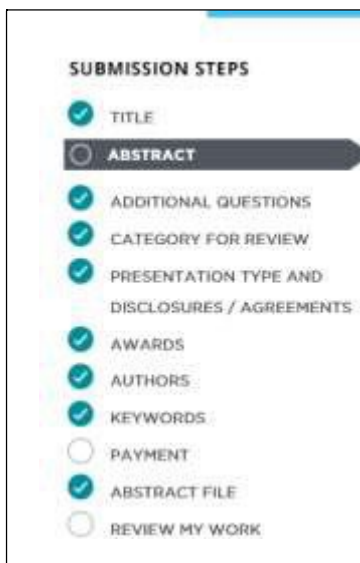 SUBMISSION STEPS
TITLE
ABSTRACT
ADDITIONAL QUESTIONS
CATEGORY FOR REVIEW
PRESENTATION TYPE AND
DISCLOSURES / AGREEMENTS
AWARDS
AUTHORS
KEYWORDS
PAYMENT
ABSTRACT FILE
REVIEW MY WORK